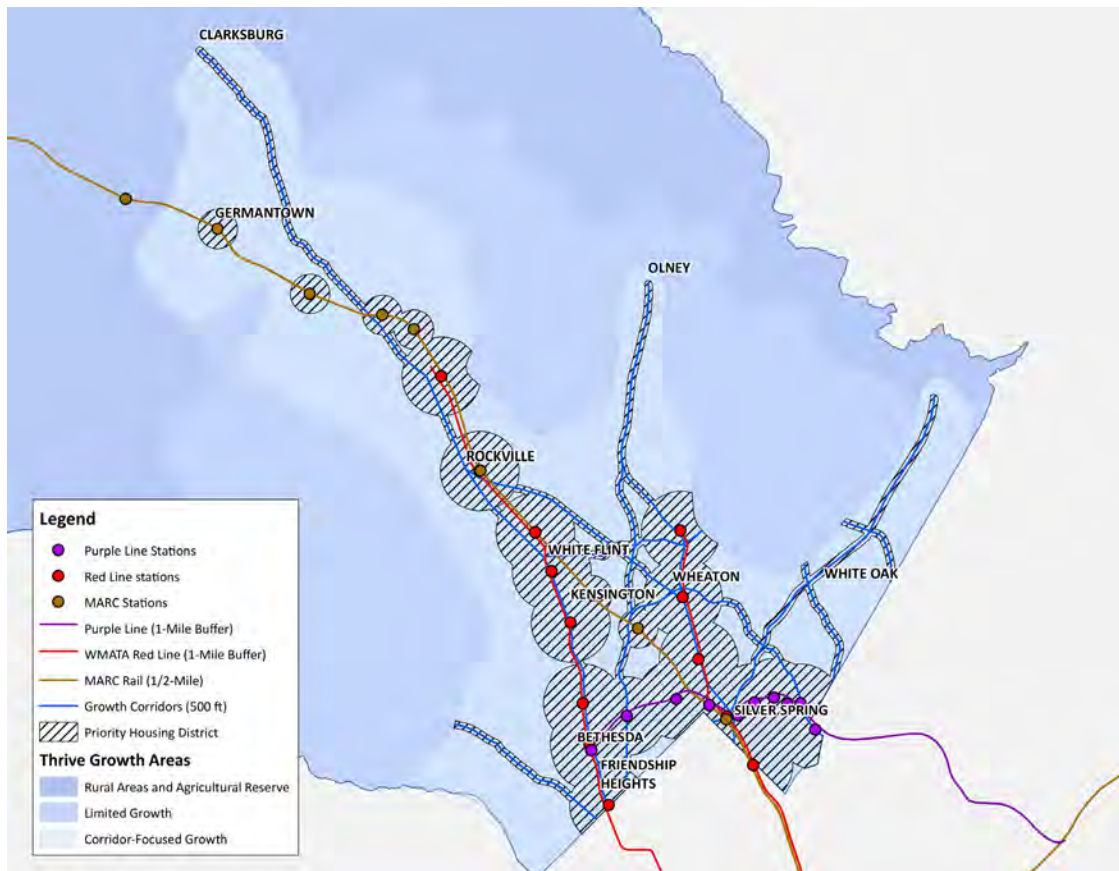 CLARKSBURG
GERMANTOWN
OLNEY
ROCKVILLE
WHITE FLINT
KENSINGTON
WHEATON
WHITE OAK
SILVER SPRING
BETHESDA
FRIENDSHIP
HEIGHTS
Legend
Purple Line Stations
Red Line stations
MARC Stations
Purple Line (1-Mile Buffer)
WMATA Red Line (1-Mile Buffer)
MARC Rail (1/2-Mile)
Growth Corridors (500 ft)
Priority Housing District
Thrive Growth Areas
Rural Areas and Agricultural Reserve
Limited Growth
Corridor-Focused Growth